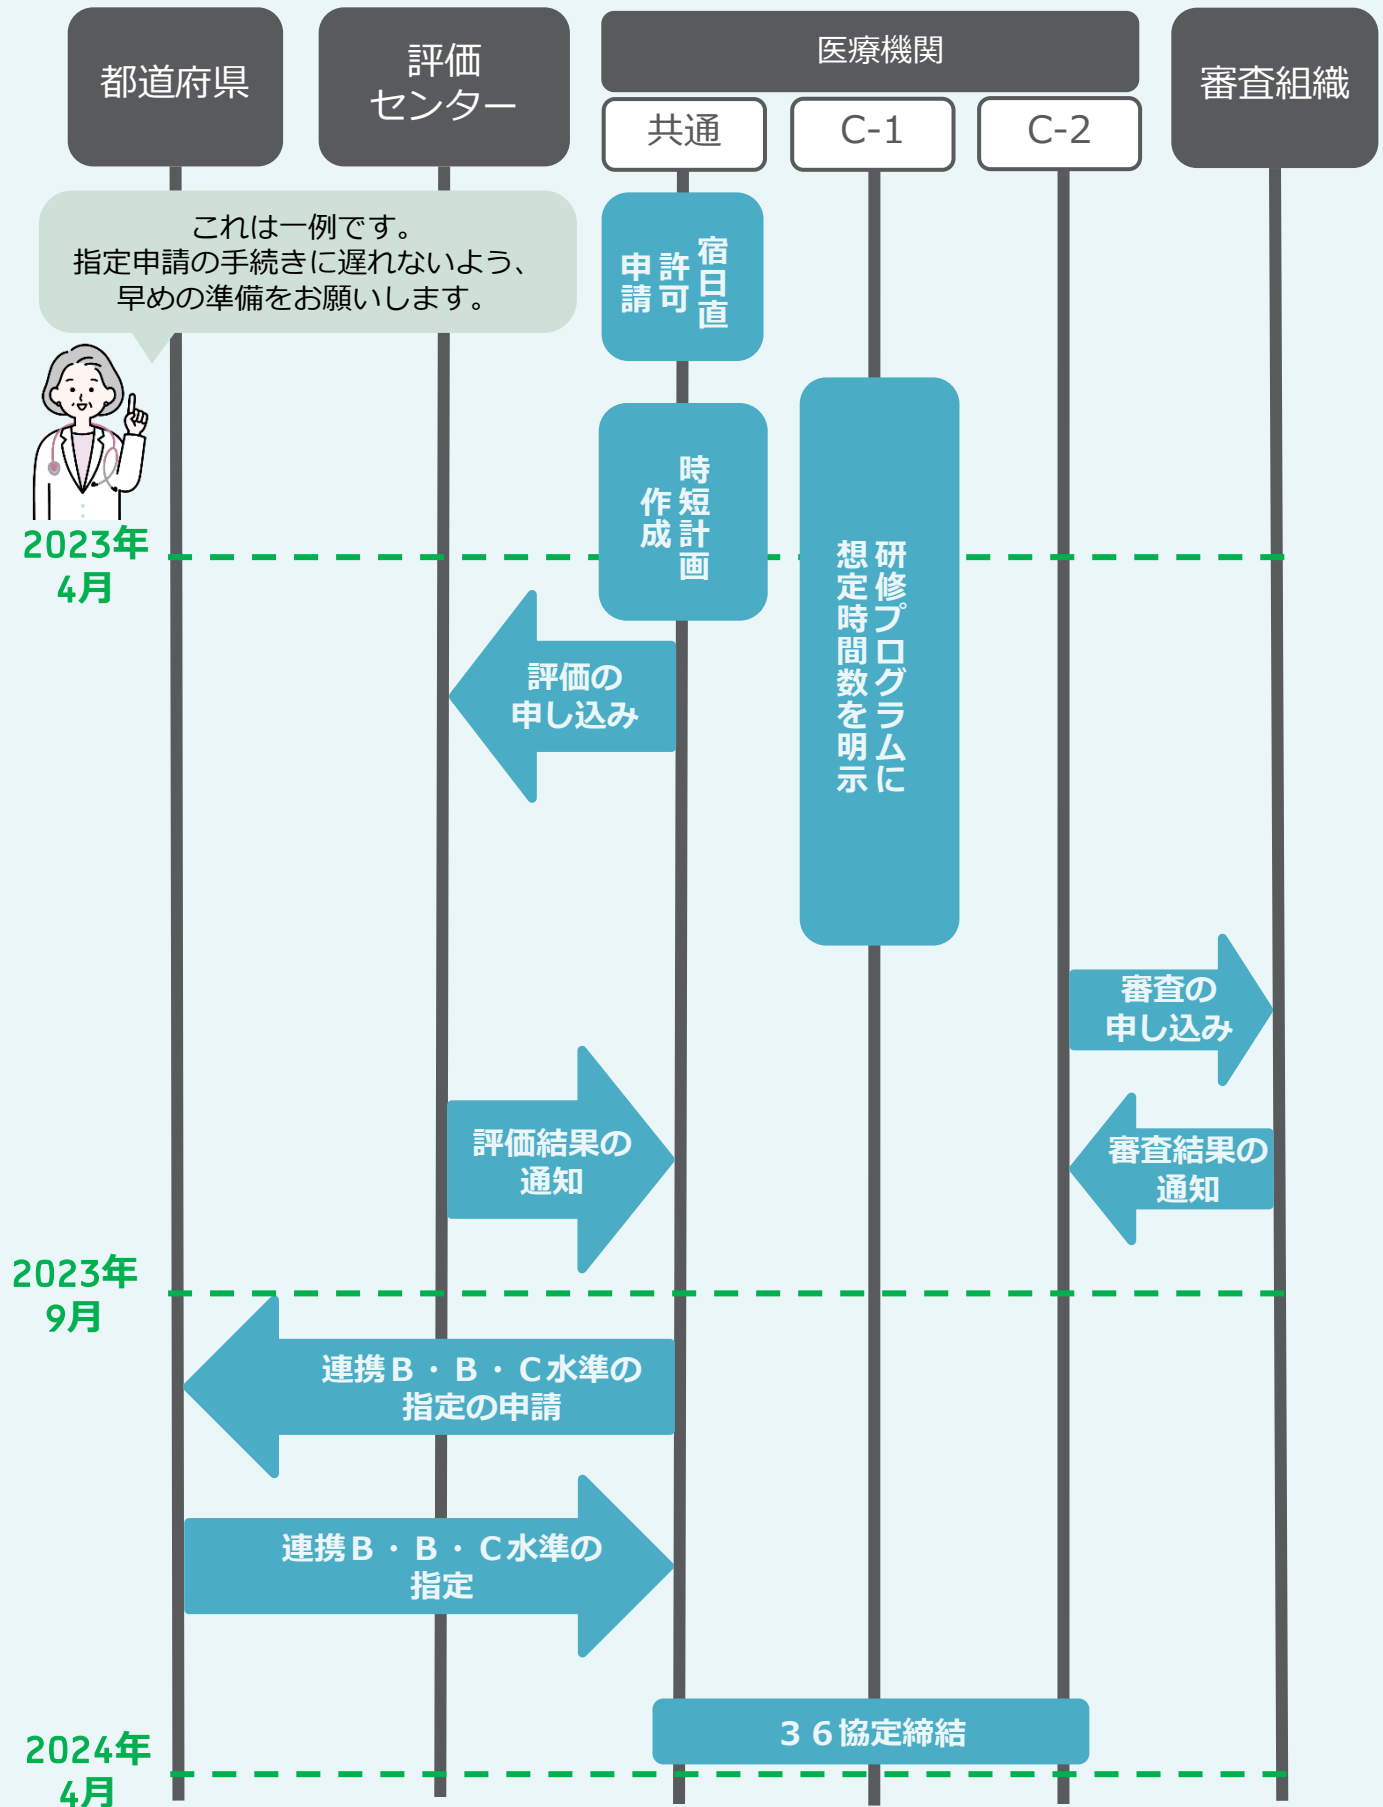 都道府県
評価
センター
医療機関
共通
C-1
C-2
審査組織
これは一例です。
指定申請の手続きに遅れないよう、
早めの準備をお願いします。
宿日直
許可
申請
時短計画
作成
2023年
4月
研修プログラムに
想定時間数を明示
評価の
申し込み
審査の
申し込み
評価結果の
通知
審査結果の
通知
2023年
9月
連携Ｂ・Ｂ・Ｃ水準の
指定の申請
連携Ｂ・Ｂ・Ｃ水準の
指定
３６協定締結
2024年
4月